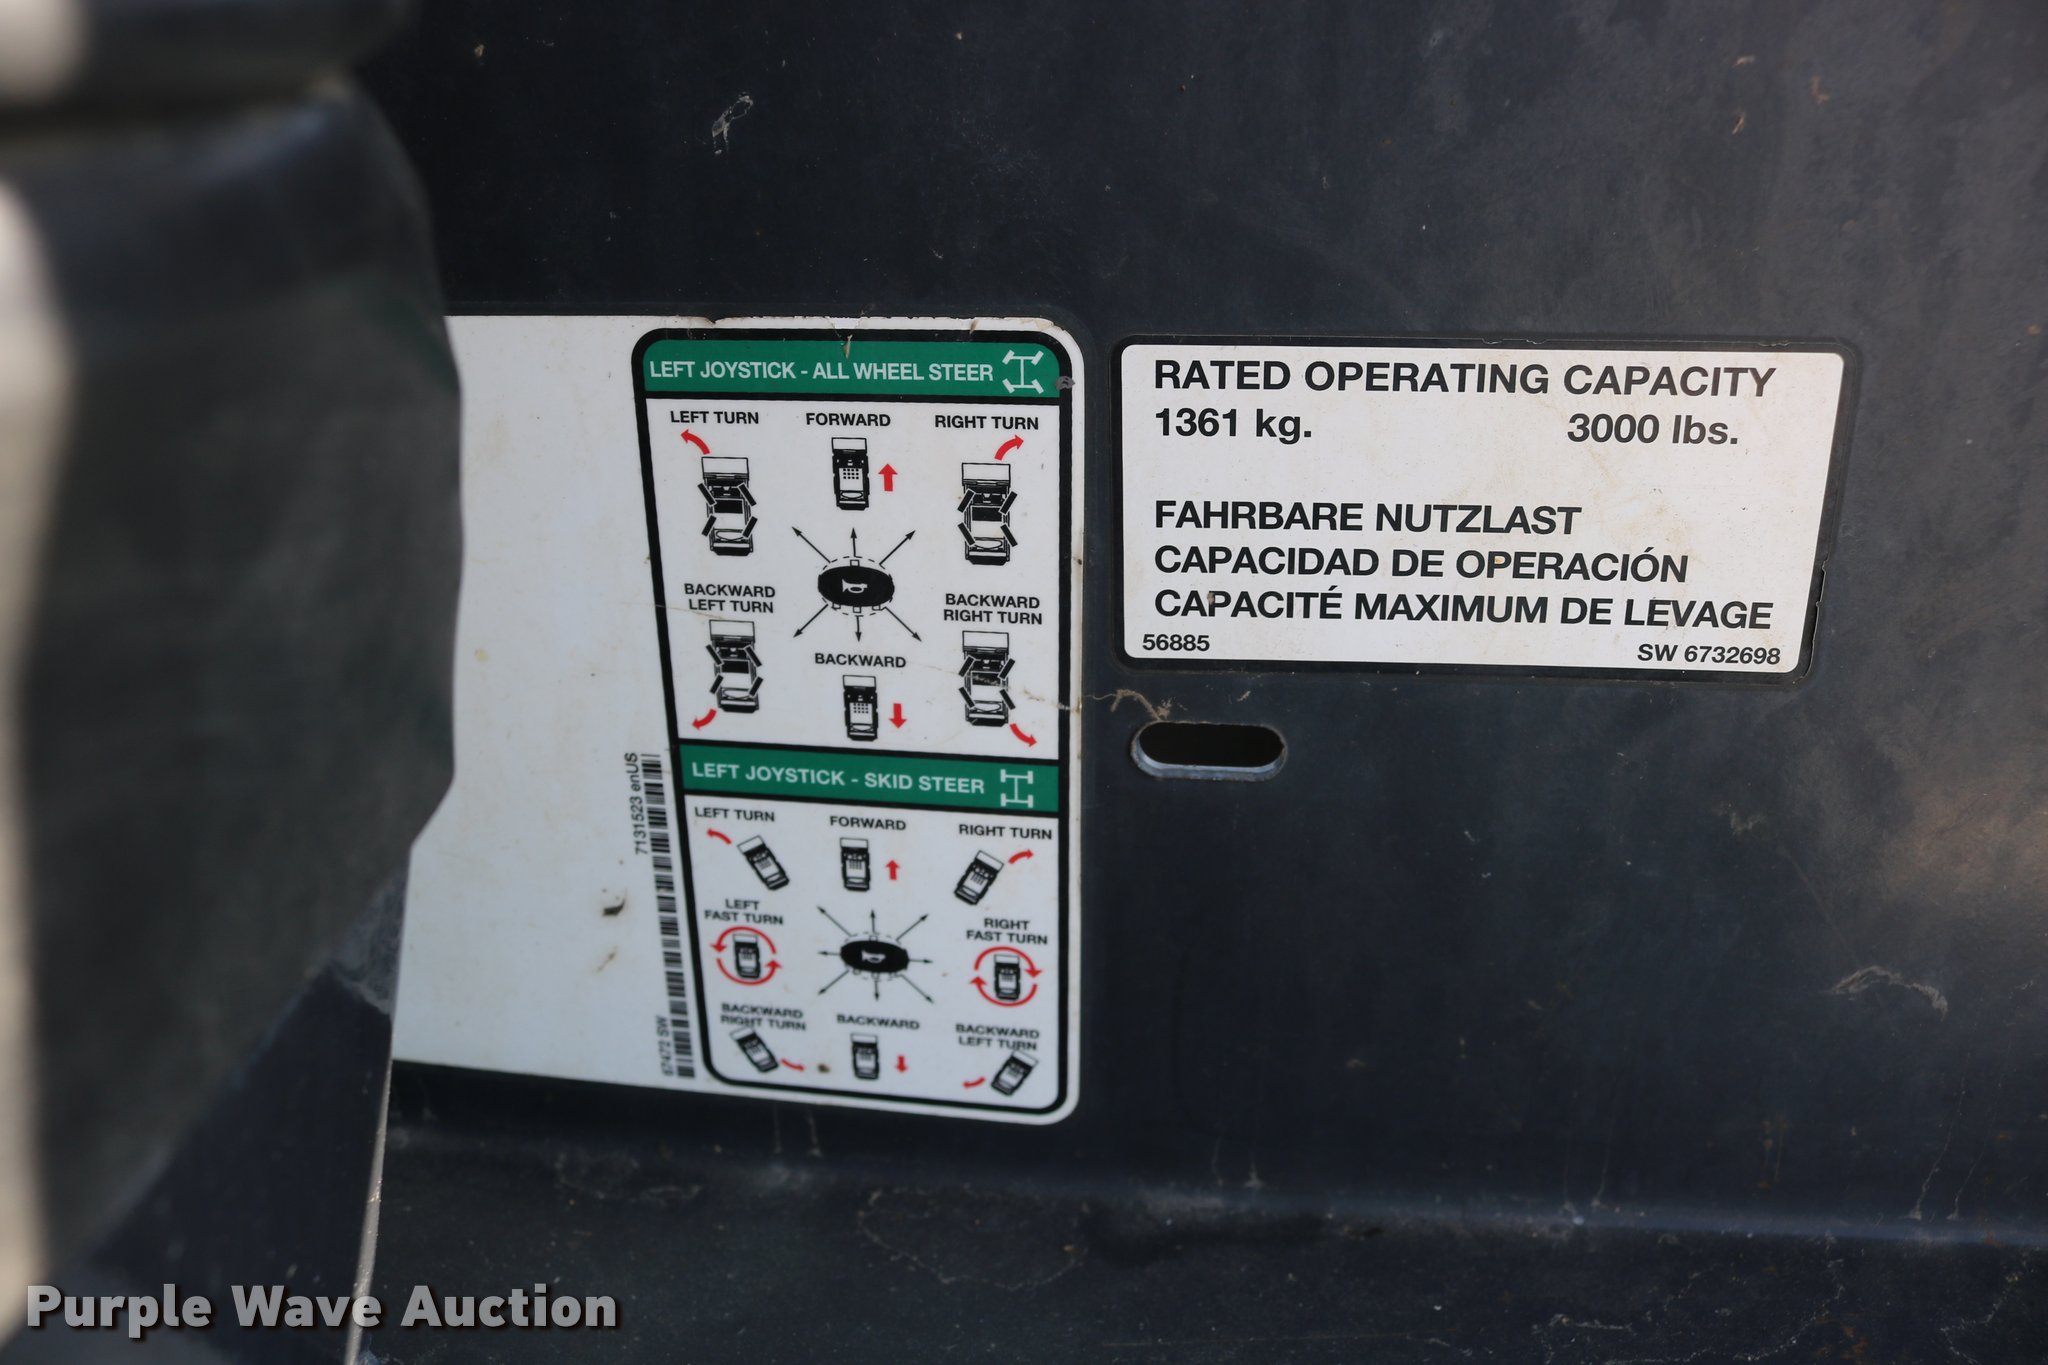 LEFT JOYSTICK - ALL WHEEL STEER
LEFT TURN
FORWARD
RIGHT TURN
BACKWARD
LEFT TURN
BACKWARD
RIGHT TURN
BACKWARD
LEFT JOYSTICK - SKID STEER
LEFT TURN
FORWARD
RIGHT TURN
LEFT
FAST TURN
RIGHT
FAST TURN
BACKWARD
RIGHT TURN
BACKWARD
BACKWARD
LEFT TURN
7131523 enUS
67472 SW
RATED OPERATING CAPACITY
1361 kg. 3000 lbs.
FAHRBARE NUTZLAST
CAPACIDAD DE OPERACIÓN
CAPACITÉ MAXIMUM DE LEVAGE
56885 SW 6732698
Purple Wave Auction